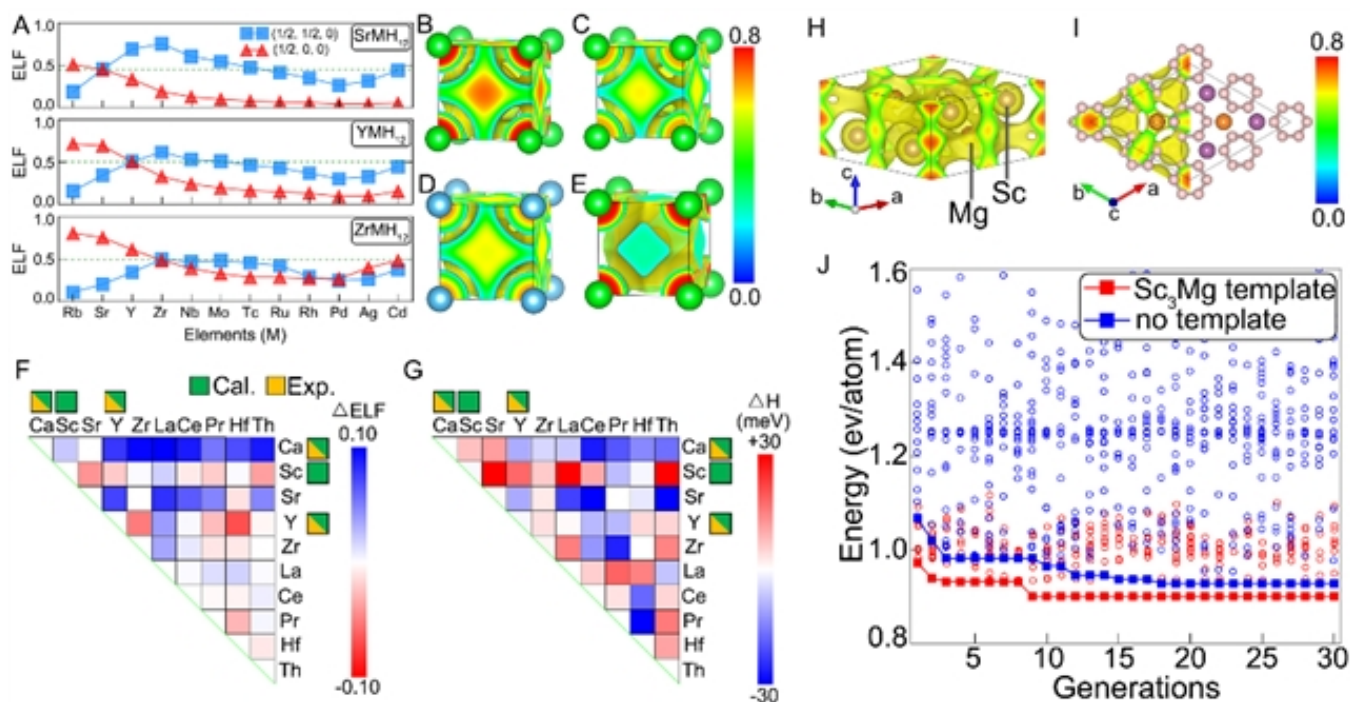 A
ELF
1.0
0.5
0.0
(1/2, 1/2, 0)
(1/2, 0, 0)
SrMH12
ELF
1.0
0.5
0.0
YMH12
ELF
1.0
0.5
0.0
ZrMH12
Rb Sr Y Zr Nb Mo Tc Ru Rh Pd Ag Cd
Elements (M)
B
C
D
E
0.8
0.0
F
Cal. Exp.
Ca Sc Sr Y Zr La Ce Pr Hf Th
Ca
Sc
Sr
Y
Zr
La
Ce
Pr
Hf
Th
△ELF
0.10
-0.10
G
Ca Sc Sr Y Zr La Ce Pr Hf Th
Ca
Sc
Sr
Y
Zr
La
Ce
Pr
Hf
Th
△H
(meV)
+30
-30
H
Sc
Mg
c
b
a
I
b
c
a
0.8
0.0
J
Energy (ev/atom)
1.6
1.4
1.2
1.0
0.8
Sc3Mg template
no template
5 10 15 20 25 30
Generations